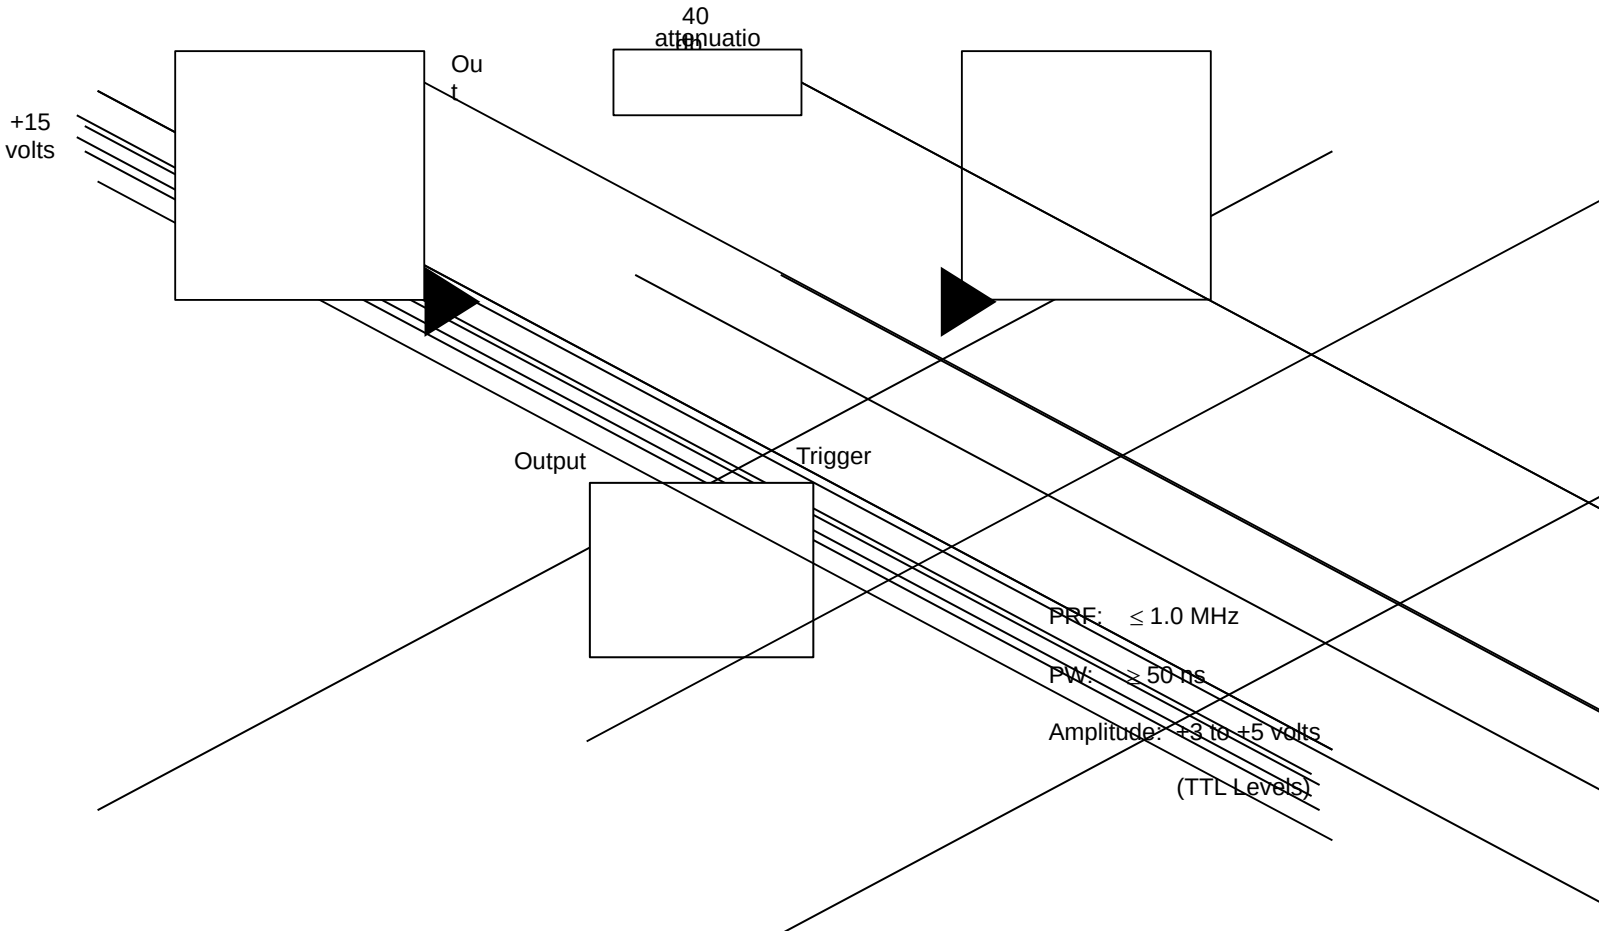 40
attenuatio
Ou
t
+15
volts
Output
Trigger
PRF: ≤ 1.0 MHz
PW: ≥ 50 ns
Amplitude: +3 to +5 volts
(TTL Levels)